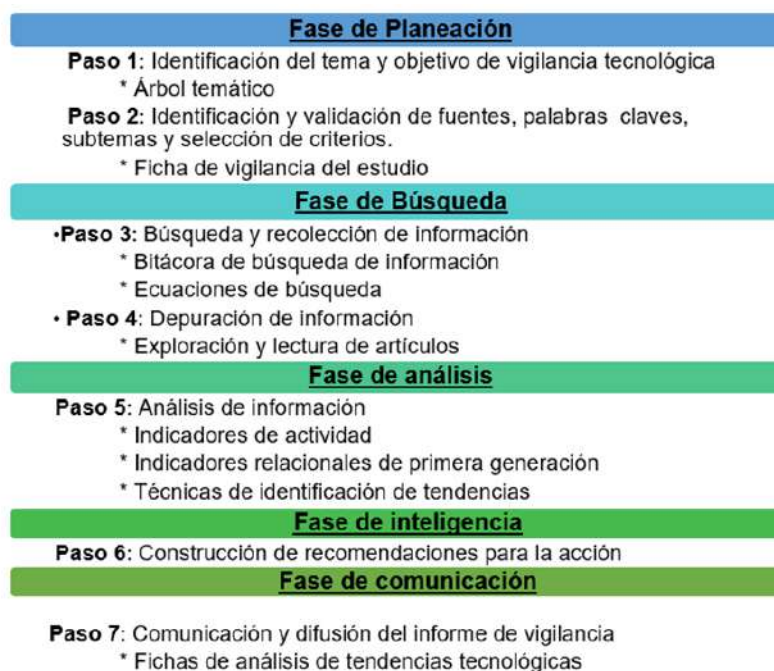 Fase de Planeación
Paso 1: Identificación del tema y objetivo de vigilancia tecnológica
* Árbol temático
Paso 2: Identificación y validación de fuentes, palabras claves,
subtemas y selección de criterios.
* Ficha de vigilancia del estudio
Fase de Búsqueda
•Paso 3: Búsqueda y recolección de información
* Bitácora de búsqueda de información
* Ecuaciones de búsqueda
• Paso 4: Depuración de información
* Exploración y lectura de artículos
Fase de análisis
Paso 5: Análisis de información
* Indicadores de actividad
* Indicadores relacionales de primera generación
* Técnicas de identificación de tendencias
Fase de inteligencia
Paso 6: Construcción de recomendaciones para la acción
Fase de comunicación
Paso 7: Comunicación y difusión del informe de vigilancia
* Fichas de análisis de tendencias tecnológicas